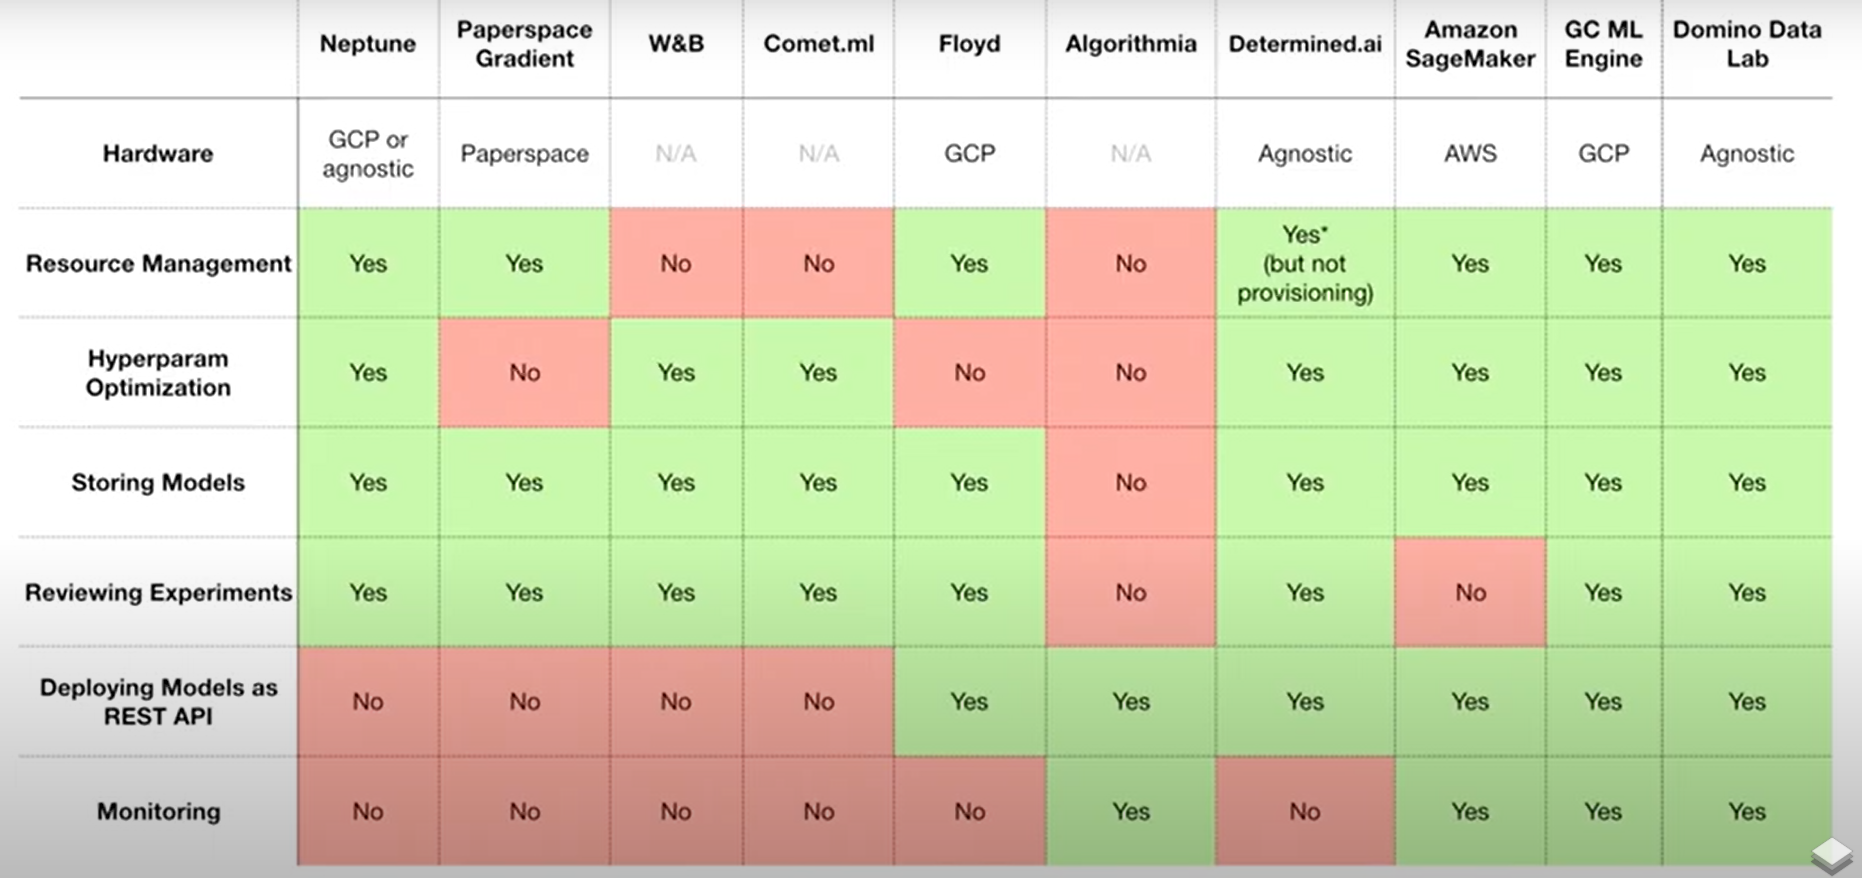 Neptune Paperspace Gradient W&B Comet.ml Floyd Algorithmia Determined.ai Amazon SageMaker GC ML Engine Domino Data Lab
Hardware GCP or agnostic Paperspace N/A N/A GCP N/A Agnostic AWS GCP Agnostic
Resource Management Yes Yes No No Yes No Yes* (but not provisioning) Yes Yes Yes
Hyperparam Optimization Yes No Yes Yes No No Yes Yes Yes Yes
Storing Models Yes Yes Yes Yes Yes No Yes Yes Yes Yes
Reviewing Experiments Yes Yes Yes Yes Yes No Yes No Yes Yes
Deploying Models as REST API No No No No Yes Yes Yes Yes Yes Yes
Monitoring No No No No No Yes No Yes Yes Yes